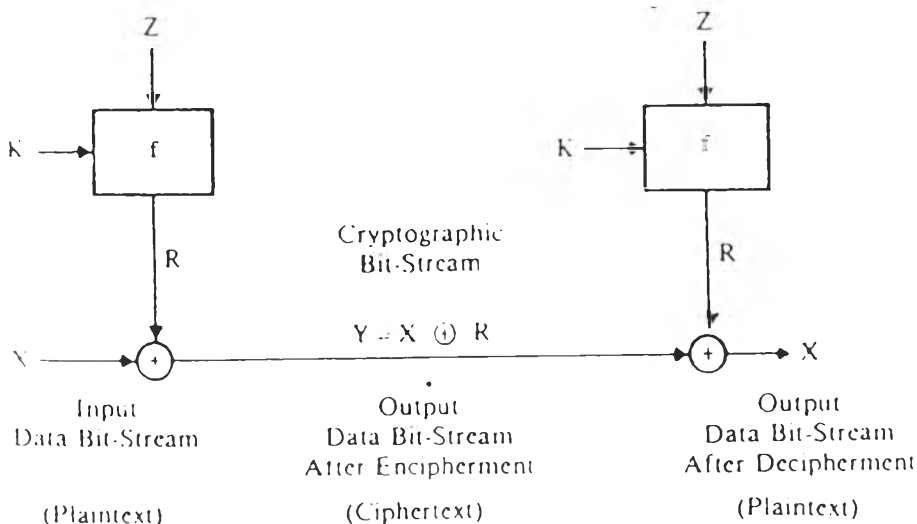 Z
Z
K
f
K
f
R
Cryptographic
Bit-Stream
R
X
Y = X ⊕ R
X
+
+
Input
Data Bit-Stream
(Plaintext)
Output
Data Bit-Stream
After Encipherment
(Ciphertext)
Output
Data Bit-Stream
After Decipherment
(Plaintext)